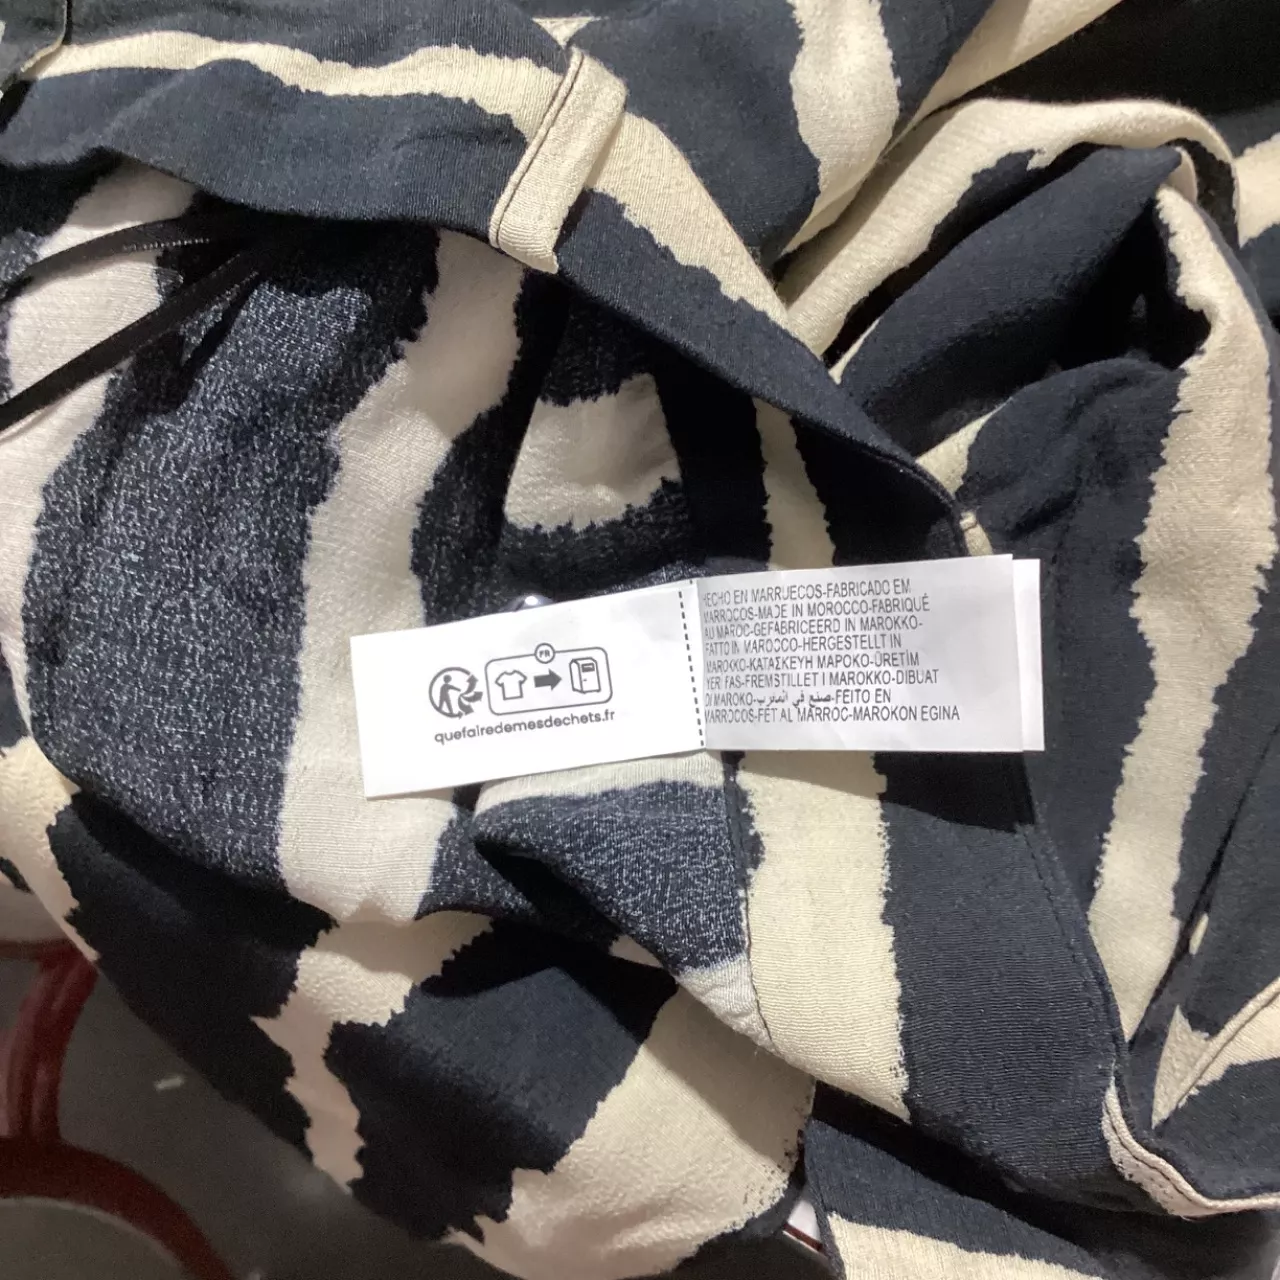 FR
quefairedemesdechets.fr
HECHO EN MARRUECOS-FABRICADO EM
MARROCOS-MADE IN MOROCCO-FABRIQUÉ
AU MAROC-GEFABRICEERD IN MAROKKO-
FATTO IN MAROCCO-HERGESTELLT IN
MAROKKO-ΚΑΤΑΣΚΕΥΗ ΜΑΡΟΚΟ-ÜRETİM
YER FAS-FREMSTILLET I MAROKKO-DIBUAT
DI MAROKO-صنع في المغرب-FEITO EN
MARROCOS-FET AL MARROC-MAROKON EGINA